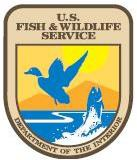 U.S.
FISH & WILDLIFE
SERVICE
DEPARTMENT OF THE INTERIOR